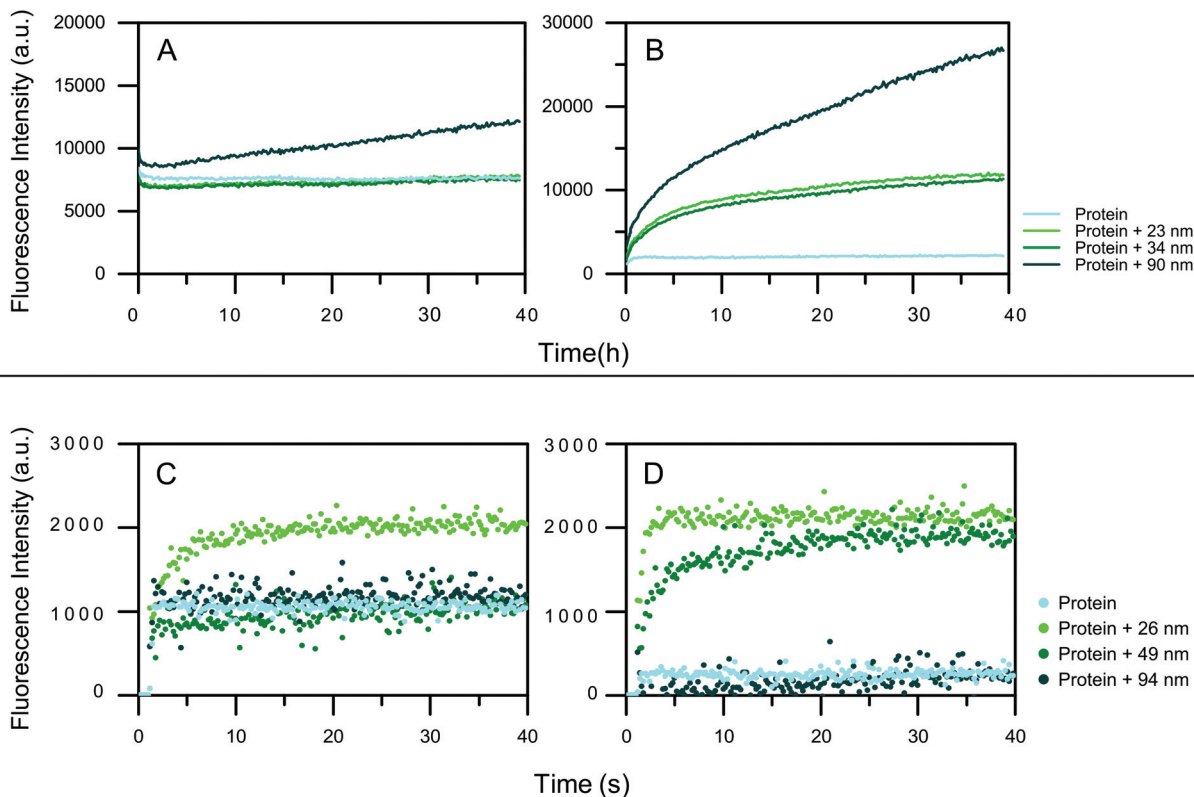 Fluorescence Intensity (a.u.)
20000
15000
10000
5000
0
A
0
10
20
30
40
30000
20000
10000
0
B
0
10
20
30
40
Time(h)
Protein
Protein + 23 nm
Protein + 34 nm
Protein + 90 nm
Fluorescence Intensity (a.u.)
3000
2000
1000
0
C
0
10
20
30
40
3000
2000
1000
0
D
0
10
20
30
40
Time (s)
Protein
Protein + 26 nm
Protein + 49 nm
Protein + 94 nm